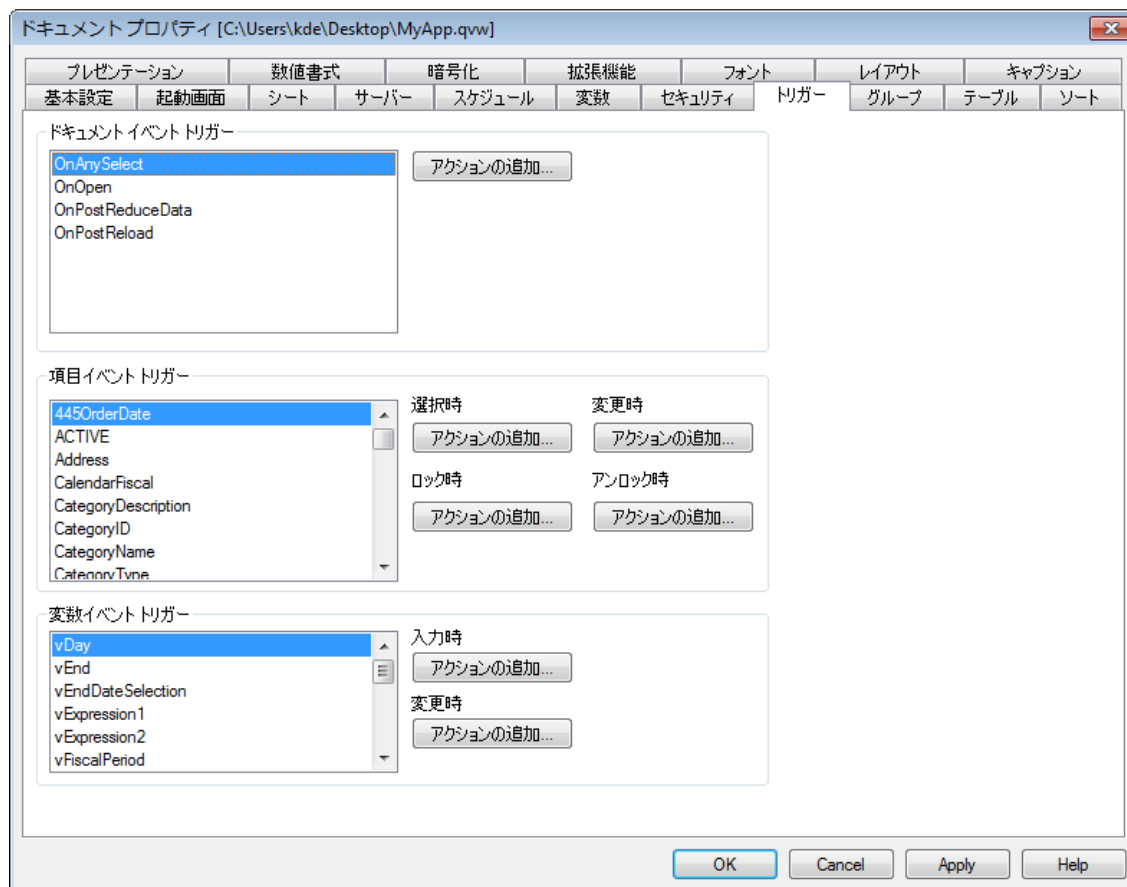 ドキュメント プロパティ [C:\Users\kde\Desktop\MyApp.qvw]
プレゼンテーション 数値書式 暗号化 拡張機能 フォント レイアウト キャプション
基本設定 起動画面 シート サーバー スケジュール 変数 セキュリティ トリガー グループ テーブル ソート
ドキュメント イベント トリガー
OnAnySelect
OnOpen
OnPostReduceData
OnPostReload
アクションの追加...
項目イベント トリガー
445OrderDate
ACTIVE
Address
CalendarFiscal
CategoryDescription
CategoryID
CategoryName
CategoryType
選択時 変更時
アクションの追加... アクションの追加...
ロック時 アンロック時
アクションの追加... アクションの追加...
変数イベント トリガー
vDay
vEnd
vEndDateSelection
vExpression1
vExpression2
vFiscalPeriod
入力時
アクションの追加...
変更時
アクションの追加...
OK Cancel Apply Help